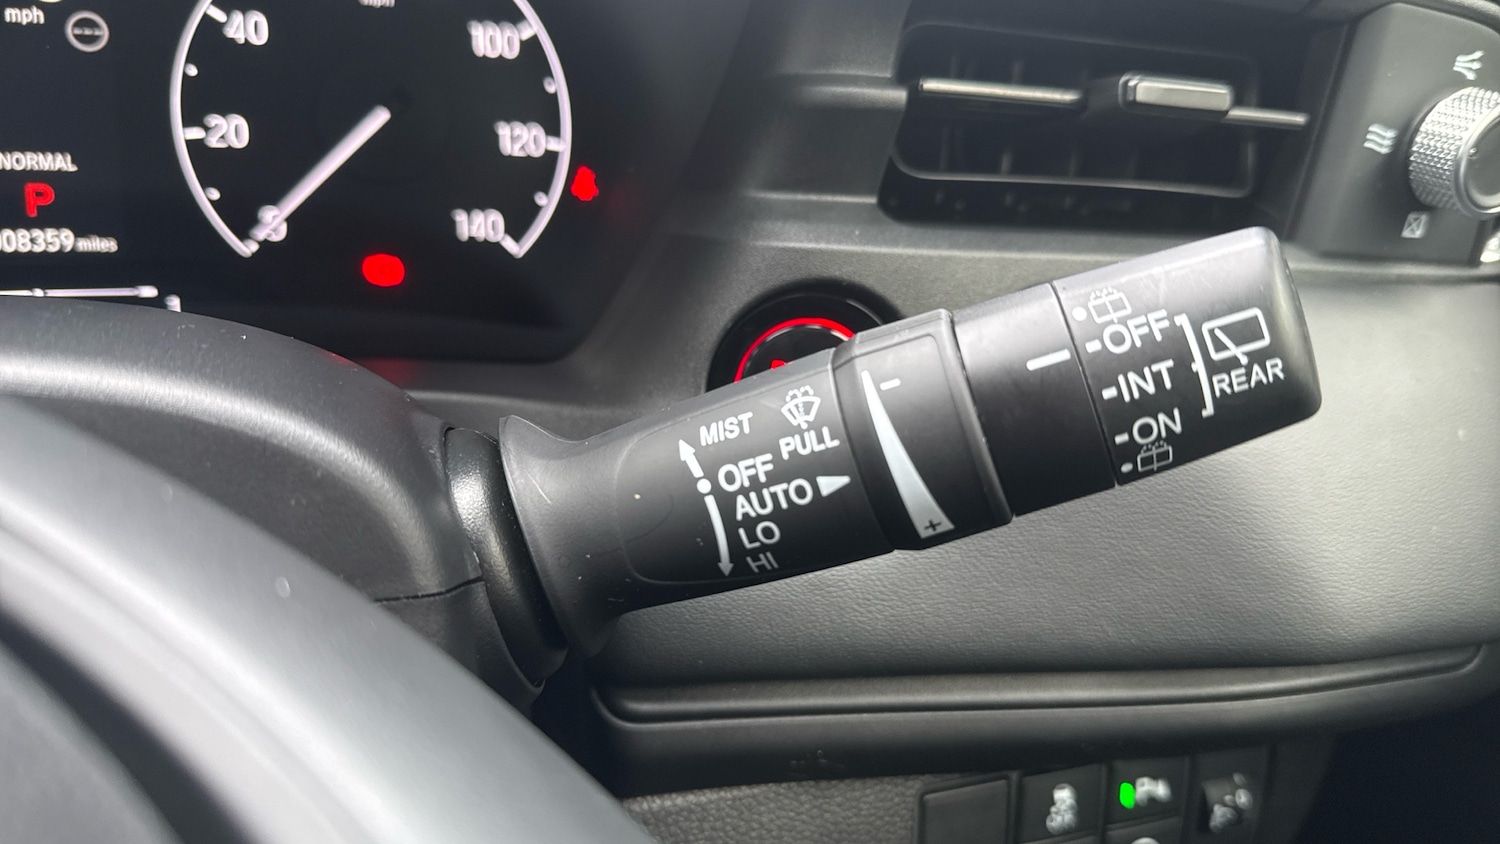 mph
40
100
20
120
NORMAL
P
08359 miles
140
OFF
INT
REAR
ON
MIST
PULL
OFF
AUTO
LO
HI
-
+